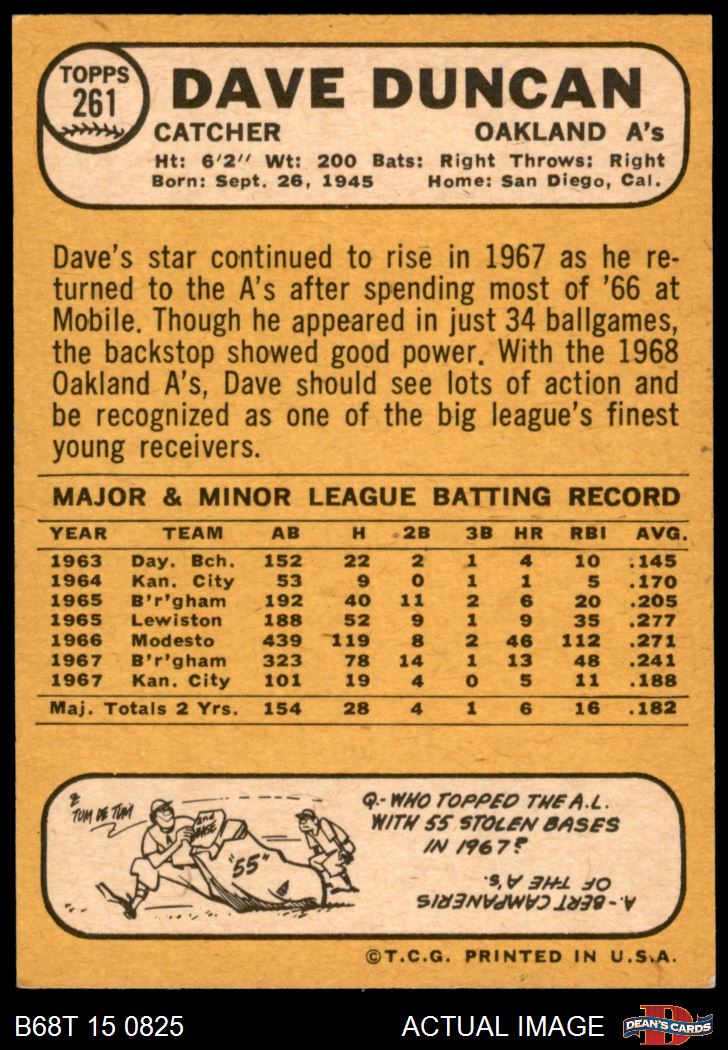 TOPPS
261
DAVE DUNCAN
CATCHER OAKLAND A's
Ht: 6'2" Wt: 200 Bats: Right Throws: Right
Born: Sept. 26, 1945 Home: San Diego, Cal.
Dave's star continued to rise in 1967 as he re-
turned to the A's after spending most of '66 at
Mobile. Though he appeared in just 34 ballgames,
the backstop showed good power. With the 1968
Oakland A's, Dave should see lots of action and
be recognized as one of the big league's finest
young receivers.
MAJOR & MINOR LEAGUE BATTING RECORD
YEAR TEAM AB H 2B 3B HR RBI AVG.
1963 Day. Bch. 152 22 2 1 4 10 .145
1964 Kan. City 53 9 0 1 1 5 .170
1965 B'r'gham 192 40 11 2 6 20 .205
1965 Lewiston 188 52 9 1 9 35 .277
1966 Modesto 439 119 8 2 46 112 .271
1967 B'r'gham 323 78 14 1 13 48 .241
1967 Kan. City 101 19 4 0 5 11 .188
Maj. Totals 2 Yrs. 154 28 4 1 6 16 .182
TUM DE TUM
2nd
BASE
"55"
Q.- WHO TOPPED THE A.L.
WITH 55 STOLEN BASES
IN 1967?
A.- BERT CAMPANERIS
OF THE A'S.
©T.C.G. PRINTED IN U.S.A.
B68T 15 0825 ACTUAL IMAGE
D
DEAN'S CARDS